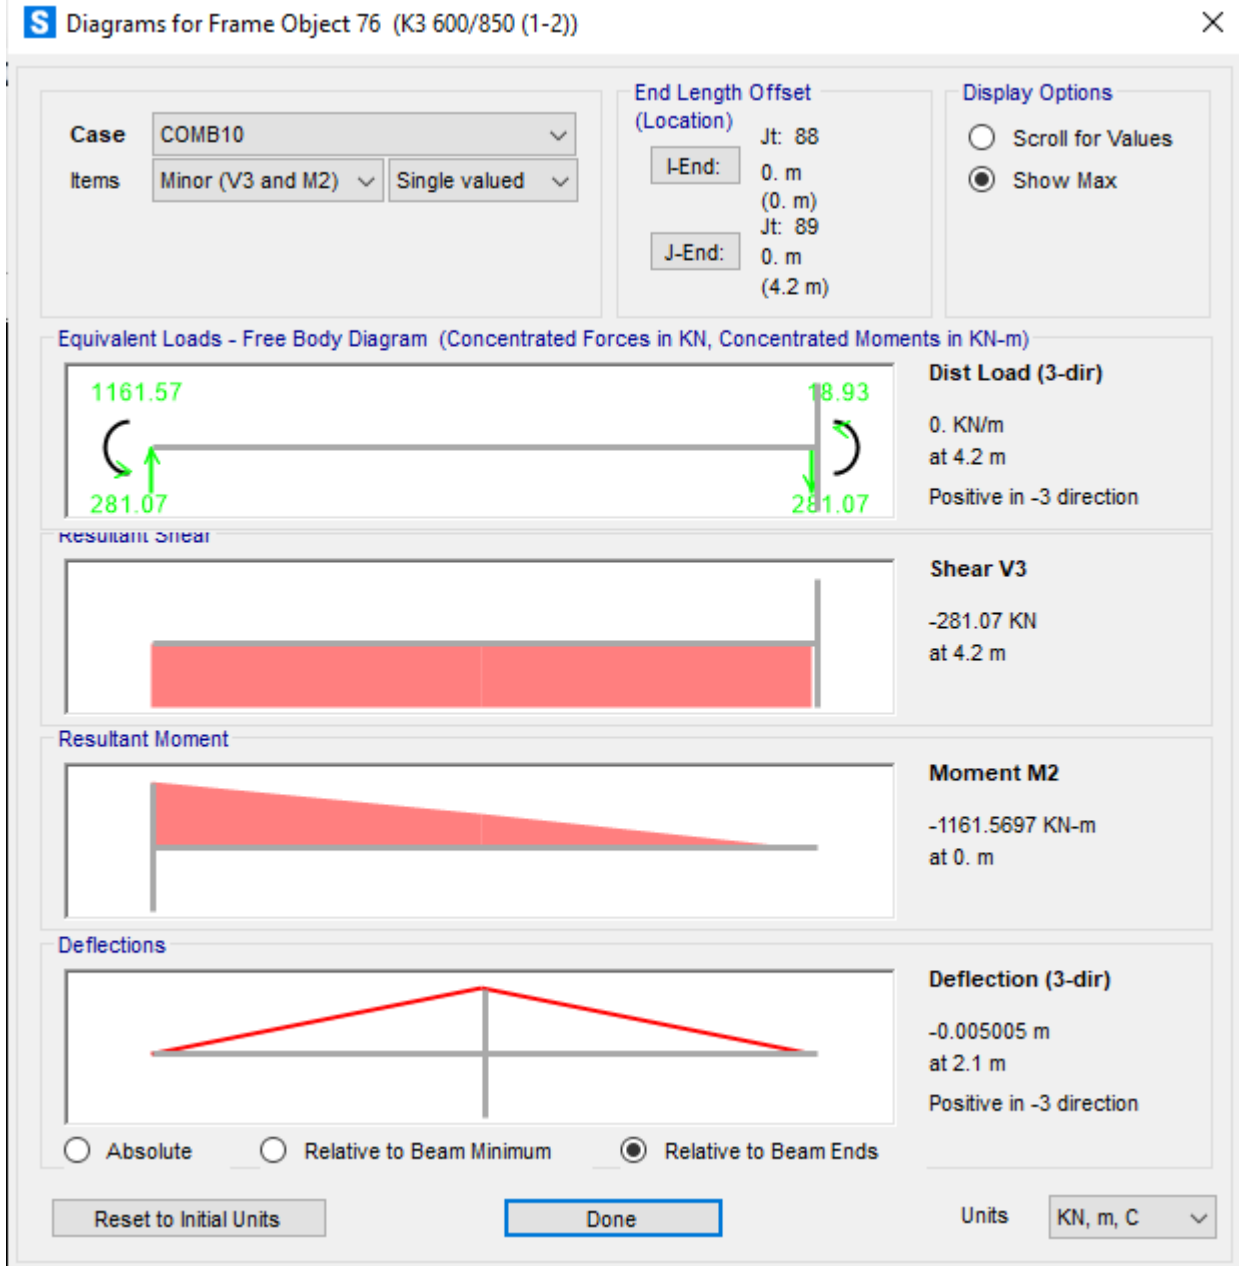 S Diagrams for Frame Object 76 (K3 600/850 (1-2))
Case COMB10
Items Minor (V3 and M2) Single valued
End Length Offset
(Location)
Jt: 88
I-End: 0. m
(0. m)
Jt: 89
J-End: 0. m
(4.2 m)
Display Options
Scroll for Values
Show Max
Equivalent Loads - Free Body Diagram (Concentrated Forces in KN, Concentrated Moments in KN-m)
1161.57 18.93
281.07 281.07
Dist Load (3-dir)
0. KN/m
at 4.2 m
Positive in -3 direction
Resultant Shear
Shear V3
-281.07 KN
at 4.2 m
Resultant Moment
Moment M2
-1161.5697 KN-m
at 0. m
Deflections
Deflection (3-dir)
-0.005005 m
at 2.1 m
Positive in -3 direction
Absolute Relative to Beam Minimum Relative to Beam Ends
Reset to Initial Units Done Units KN, m, C